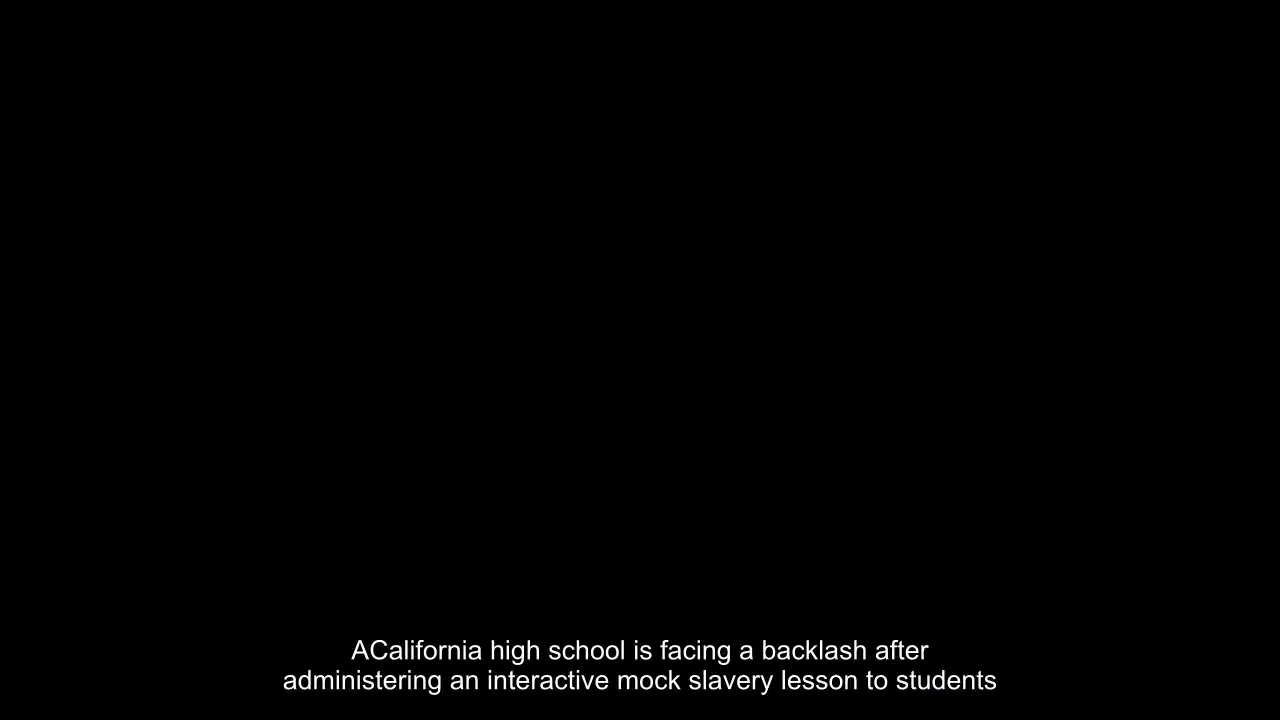 ACalifornia high school is facing a backlash after
administering an interactive mock slavery lesson to students